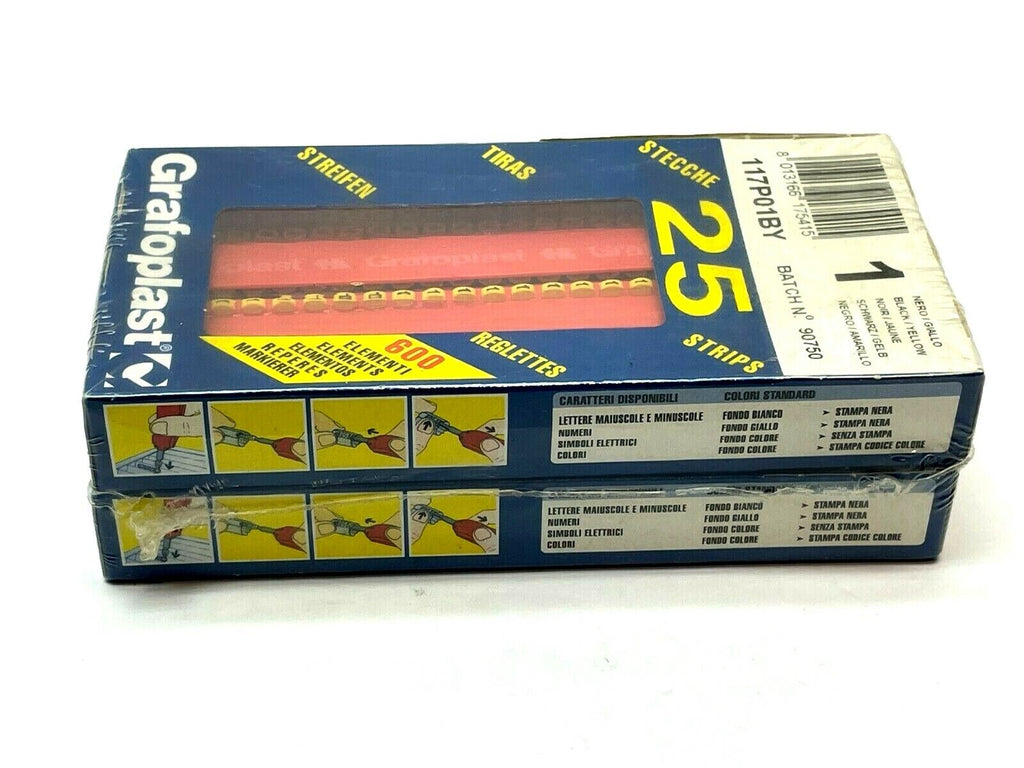 Grafoplast®
STREIFEN
TIRAS
STECCHE
25
STRIPS
REGLETTES
600
ELEMENTI
ELEMENTS
ELEMENTOS
REPERES
MARKIERER
Grafoplast
8 013166 175415
117P01BY
BATCH N° 90750
1
NERO / GIALLO
BLACK / YELLOW
NOIR / JAUNE
SCHWARZ / GELB
NEGRO / AMARILLO
CARATTERI DISPONIBILI
LETTERE MAIUSCOLE E MINUSCOLE
NUMERI
SIMBOLI ELETTRICI
COLORI
COLORI STANDARD
FONDO BIANCO ➤ STAMPA NERA
FONDO GIALLO ➤ STAMPA NERA
FONDO COLORE ➤ SENZA STAMPA
FONDO COLORE ➤ STAMPA CODICE COLORE
LETTERE MAIUSCOLE E MINUSCOLE
NUMERI
SIMBOLI ELETTRICI
COLORI
FONDO BIANCO ➤ STAMPA NERA
FONDO GIALLO ➤ STAMPA NERA
FONDO COLORE ➤ SENZA STAMPA
FONDO COLORE ➤ STAMPA CODICE COLORE